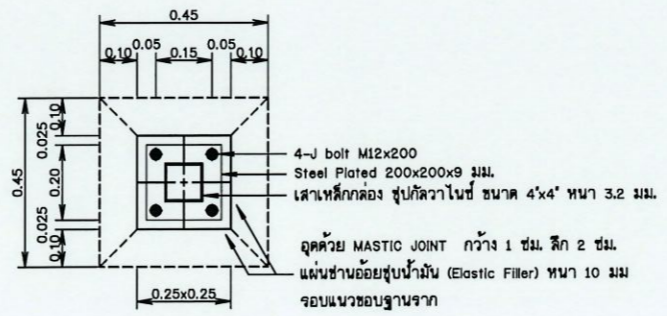 0.45
0.10 0.05 0.15 0.05 0.10
0.45
0.10
0.025
0.20
0.025
0.10
4-J bolt M12x200
Steel Plated 200x200x9 มม.
เสาเหล็กกล่อง ชุปกัลวาไนซ์ ขนาด 4"x4" หนา 3.2 มม.
อุดด้วย MASTIC JOINT กว้าง 1 ซม. ลึก 2 ซม.
แผ่นชานอ้อยชุบน้ำมัน (Elastic Filler) หนา 10 มม
รอบแนวขอบฐานราก
0.25x0.25